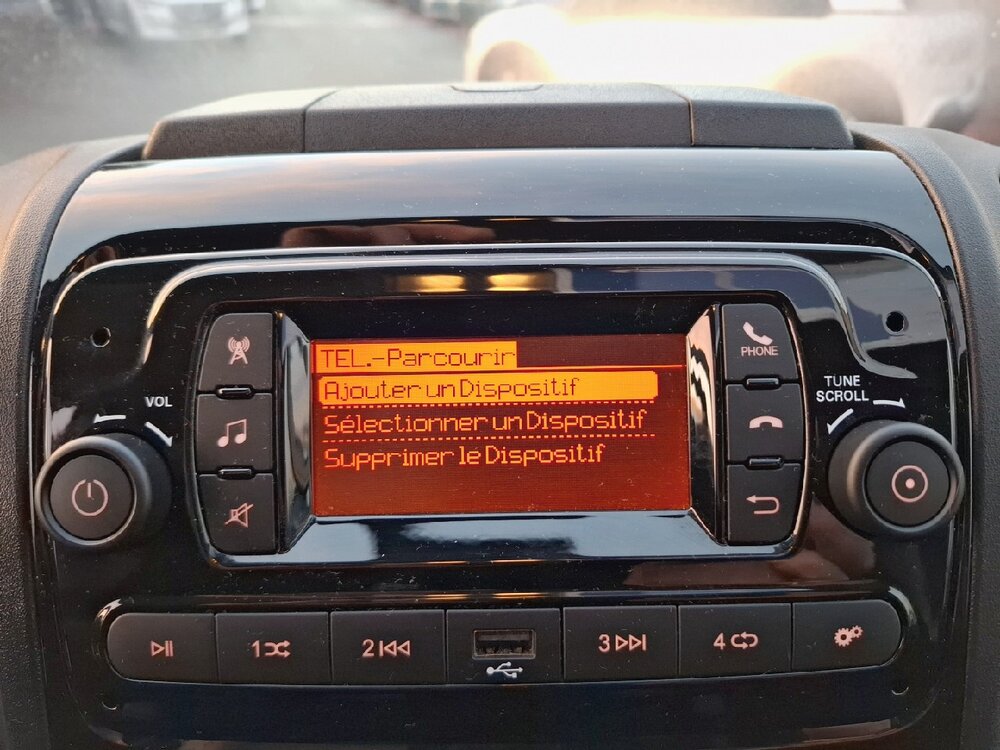 TEL.-Parcourir
Ajouter un Dispositif
Sélectionner un Dispositif
Supprimer le Dispositif
VOL
PHONE
TUNE
SCROLL
1
2
3
4